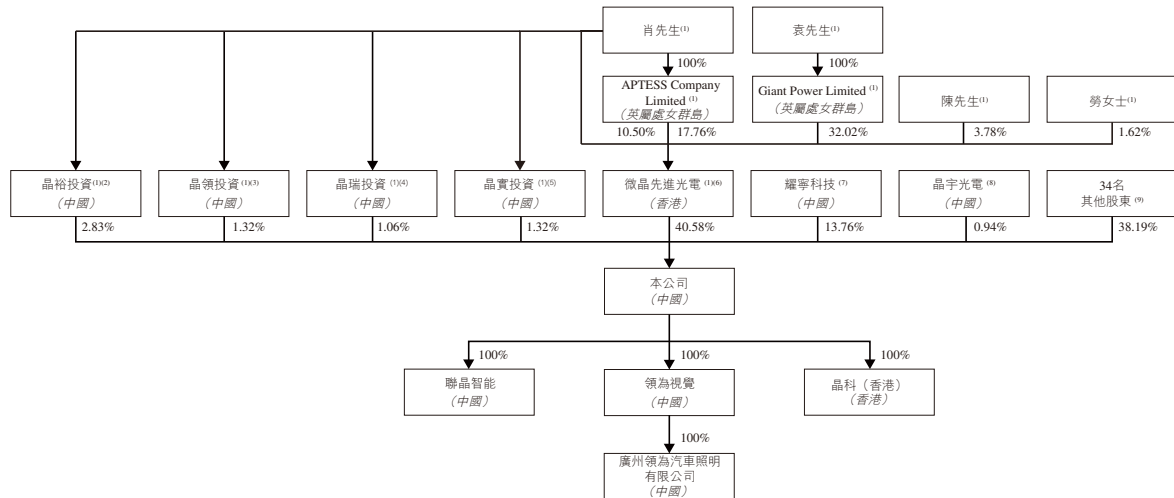 肖先生(1)
袁先生(1)
100%
100%
APTESS Company
Limited (1)
（英屬處女群島）
Giant Power Limited (1)
（英屬處女群島）
陳先生(1)
勞女士(1)
10.50%
17.76%
32.02%
3.78%
1.62%
晶裕投資(1)(2)
（中國）
晶領投資(1)(3)
（中國）
晶瑞投資 (1)(4)
（中國）
晶實投資 (1)(5)
（中國）
微晶先進光電 (1)(6)
（香港）
耀寧科技 (7)
（中國）
晶宇光電 (8)
（中國）
34名
其他股東 (9)
2.83%
1.32%
1.06%
1.32%
40.58%
13.76%
0.94%
38.19%
本公司
（中國）
100%
100%
100%
聯晶智能
（中國）
領為視覺
（中國）
晶科（香港）
（香港）
100%
廣州領為汽車照明
有限公司
（中國）